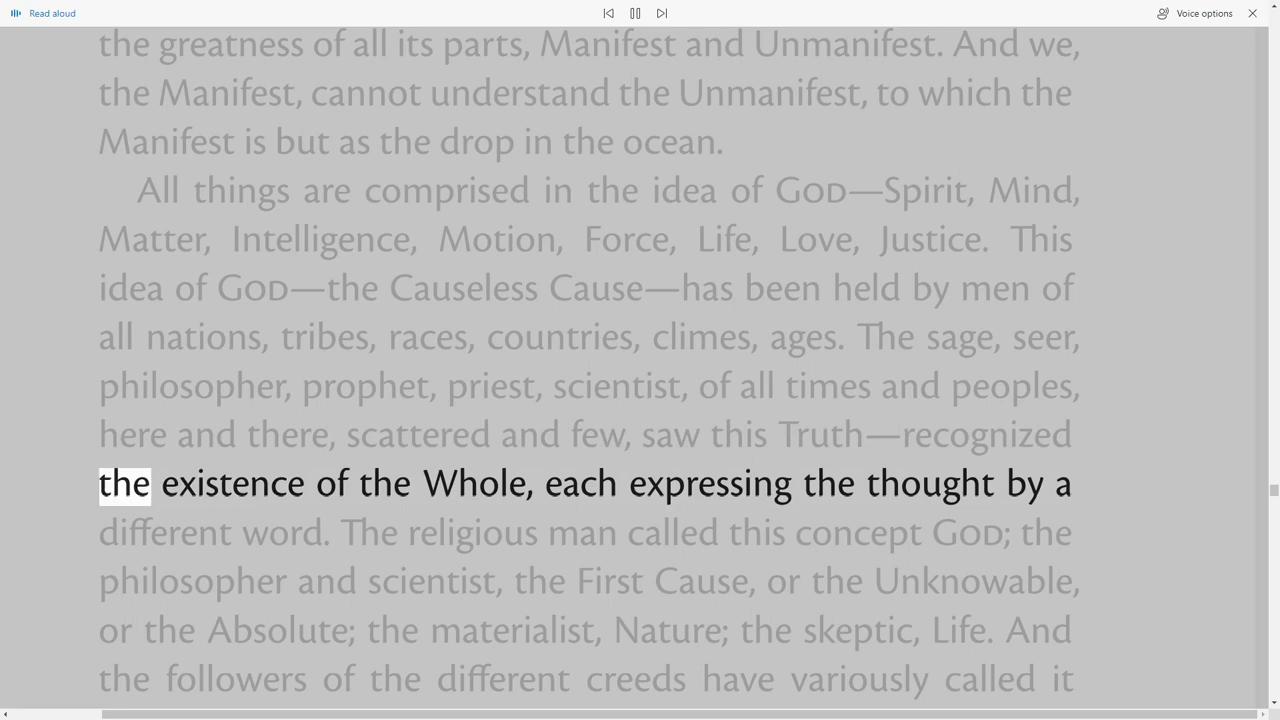 Read aloud
Voice options
the greatness of all its parts, Manifest and Unmanifest. And we,
the Manifest, cannot understand the Unmanifest, to which the
Manifest is but as the drop in the ocean.
All things are comprised in the idea of GOD—Spirit, Mind,
Matter, Intelligence, Motion, Force, Life, Love, Justice. This
idea of GOD—the Causeless Cause—has been held by men of
all nations, tribes, races, countries, climes, ages. The sage, seer,
philosopher, prophet, priest, scientist, of all times and peoples,
here and there, scattered and few, saw this Truth—recognized
the existence of the Whole, each expressing the thought by a
different word. The religious man called this concept GOD; the
philosopher and scientist, the First Cause, or the Unknowable,
or the Absolute; the materialist, Nature; the skeptic, Life. And
the followers of the different creeds have variously called it